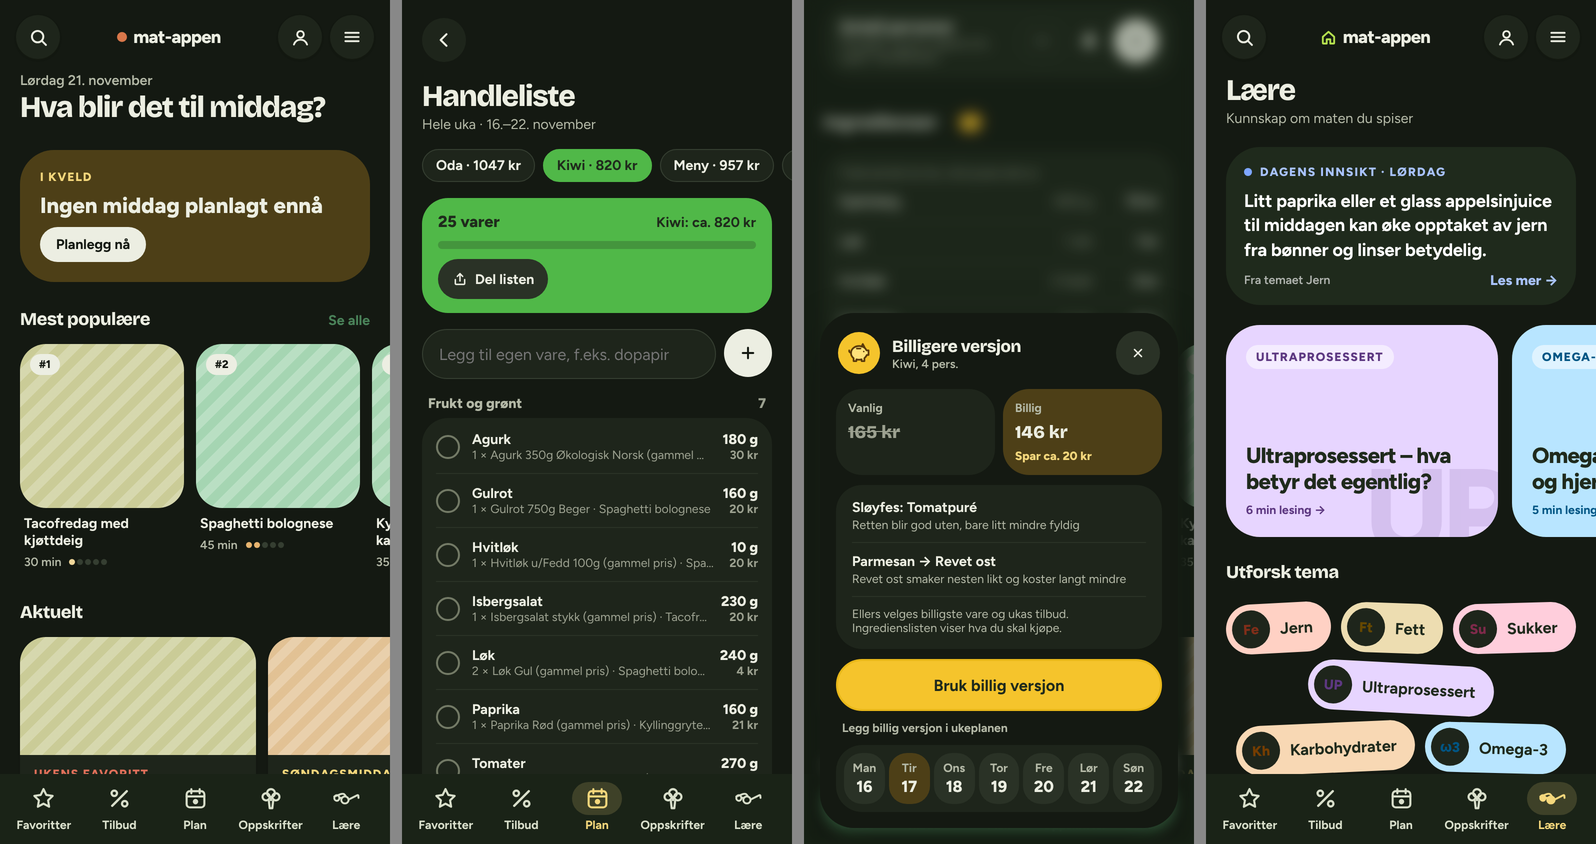 mat-appen
Lørdag 21. november
Hva blir det til middag?
I KVELD
Ingen middag planlagt ennå
Planlegg nå
Mest populære
Se alle
#1
#2
Tacofredag med
kjøttdeig
30 min
Spaghetti bolognese
45 min
Ky
ka
35
Aktuelt
UKENS FAVORITT
SØNDAGSMIDDA
Favoritter
Tilbud
Plan
Oppskrifter
Lære
Handleliste
Hele uka · 16.–22. november
Oda · 1047 kr
Kiwi · 820 kr
Meny · 957 kr
25 varer
Kiwi: ca. 820 kr
Del listen
Legg til egen vare, f.eks. dopapir
+
Frukt og grønt
7
Agurk
180 g
1 × Agurk 350g Økologisk Norsk (gammel ...
30 kr
Gulrot
160 g
1 × Gulrot 750g Beger · Spaghetti bolognese
20 kr
Hvitløk
10 g
1 × Hvitløk u/Fedd 100g (gammel pris) · Spa...
20 kr
Isbergsalat
230 g
1 × Isbergsalat stykk (gammel pris) · Tacofr...
20 kr
Løk
240 g
2 × Løk Gul (gammel pris) · Spaghetti bolo...
4 kr
Paprika
160 g
1 × Paprika Rød (gammel pris) · Kyllinggryte...
21 kr
Tomater
270 g
Favoritter
Tilbud
Plan
Oppskrifter
Lære
Billigere versjon
Kiwi, 4 pers.
Vanlig
165 kr
Billig
146 kr
Spar ca. 20 kr
Sløyfes: Tomatpuré
Retten blir god uten, bare litt mindre fyldig
Parmesan → Revet ost
Revet ost smaker nesten likt og koster langt mindre
Ellers velges billigste vare og ukas tilbud.
Ingredienslisten viser hva du skal kjøpe.
Bruk billig versjon
Legg billig versjon i ukeplanen
Man
16
Tir
17
Ons
18
Tor
19
Fre
20
Lør
21
Søn
22
mat-appen
Lære
Kunnskap om maten du spiser
DAGENS INNSIKT · LØRDAG
Litt paprika eller et glass appelsinjuice
til middagen kan øke opptaket av jern
fra bønner og linser betydelig.
Fra temaet Jern
Les mer →
ULTRAPROSESSERT
Ultraprosessert – hva
betyr det egentlig?
6 min lesing →
UP
OMEGA-
Omega
og hjer
5 min lesing
Utforsk tema
Fe
Jern
Ft
Fett
Su
Sukker
UP
Ultraprosessert
Kh
Karbohydrater
ω3
Omega-3
Favoritter
Tilbud
Plan
Oppskrifter
Lære